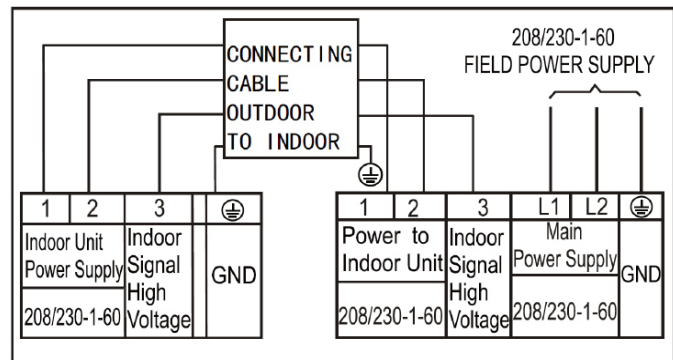 CONNECTING
CABLE
OUTDOOR
TO INDOOR
208/230-1-60
FIELD POWER SUPPLY
1 2 3
Indoor Unit
Power Supply
208/230-1-60
Indoor
Signal
High
Voltage
GND
1 2 3 L1 L2
Power to
Indoor Unit
208/230-1-60
Indoor
Signal
High
Voltage
Main
Power Supply
208/230-1-60
GND